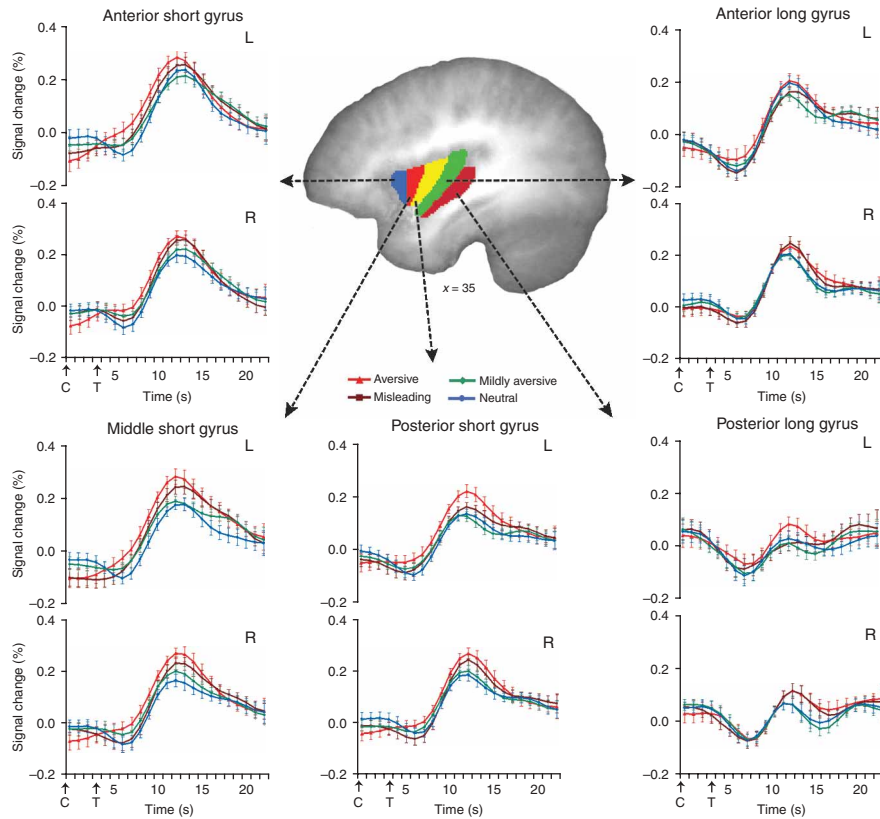 Anterior short gyrus
L
Signal change (%)
0.4
0.2
0.0
−0.2
R
Signal change (%)
0.4
0.2
0.0
−0.2
C
T
5
10
15
20
Time (s)
x = 35
Aversive
Misleading
Mildly aversive
Neutral
Anterior long gyrus
L
Signal change (%)
0.4
0.2
0.0
−0.2
R
Signal change (%)
0.4
0.2
0.0
−0.2
C
T
5
10
15
20
Time (s)
Middle short gyrus
L
Signal change (%)
0.4
0.2
0.0
−0.2
R
Signal change (%)
0.4
0.2
0.0
−0.2
C
T
5
10
15
20
Time (s)
Posterior short gyrus
L
0.4
0.2
0.0
−0.2
R
0.4
0.2
0.0
−0.2
C
T
5
10
15
20
Time (s)
Posterior long gyrus
L
0.4
0.2
0.0
−0.2
R
0.4
0.2
0.0
−0.2
C
T
5
10
15
20
Time (s)